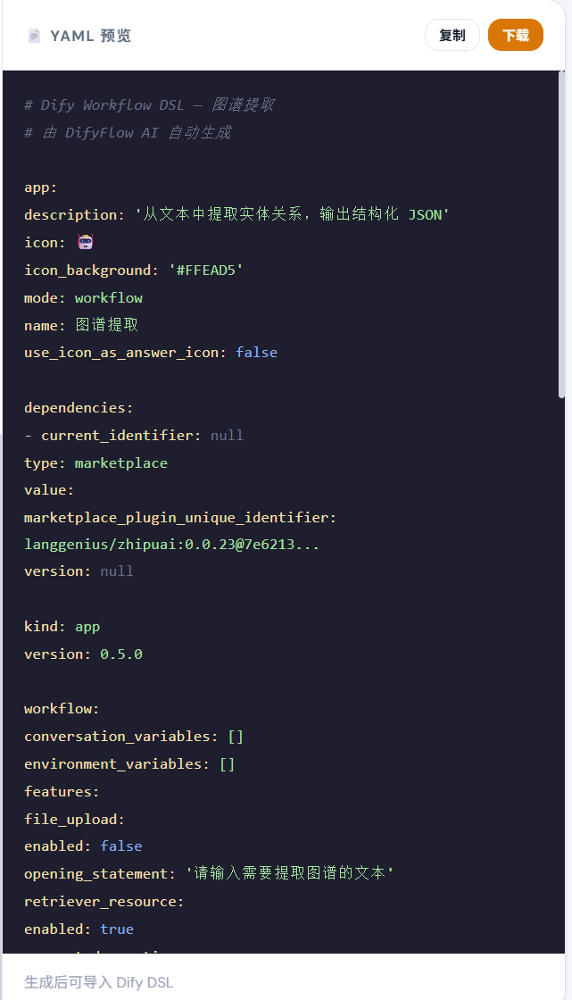 YAML 预览
复制
下载
# Dify Workflow DSL — 图谱提取
# 由 DifyFlow AI 自动生成
app:
description: '从文本中提取实体关系，输出结构化 JSON'
icon: 🤖
icon_background: '#FFEAD5'
mode: workflow
name: 图谱提取
use_icon_as_answer_icon: false
dependencies:
- current_identifier: null
type: marketplace
value:
marketplace_plugin_unique_identifier:
langgenius/zhipuai:0.0.23@7e6213...
version: null
kind: app
version: 0.5.0
workflow:
conversation_variables: []
environment_variables: []
features:
file_upload:
enabled: false
opening_statement: '请输入需要提取图谱的文本'
retriever_resource:
enabled: true
生成后可导入 Dify DSL